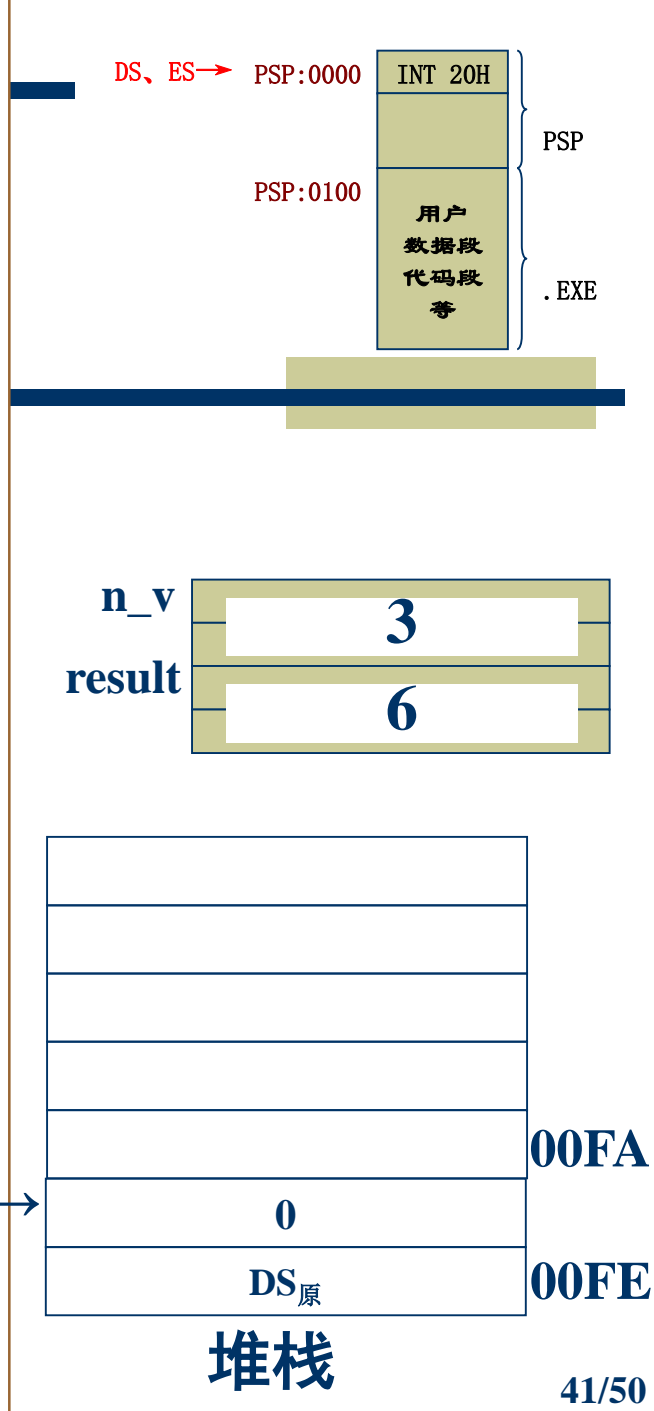 DS、ES→ PSP:0000 INT 20H
PSP
PSP:0100
用户
数据段
代码段
等
.EXE
n_v
3
result
6
00FA
0
DS原
00FE
堆栈
41/50